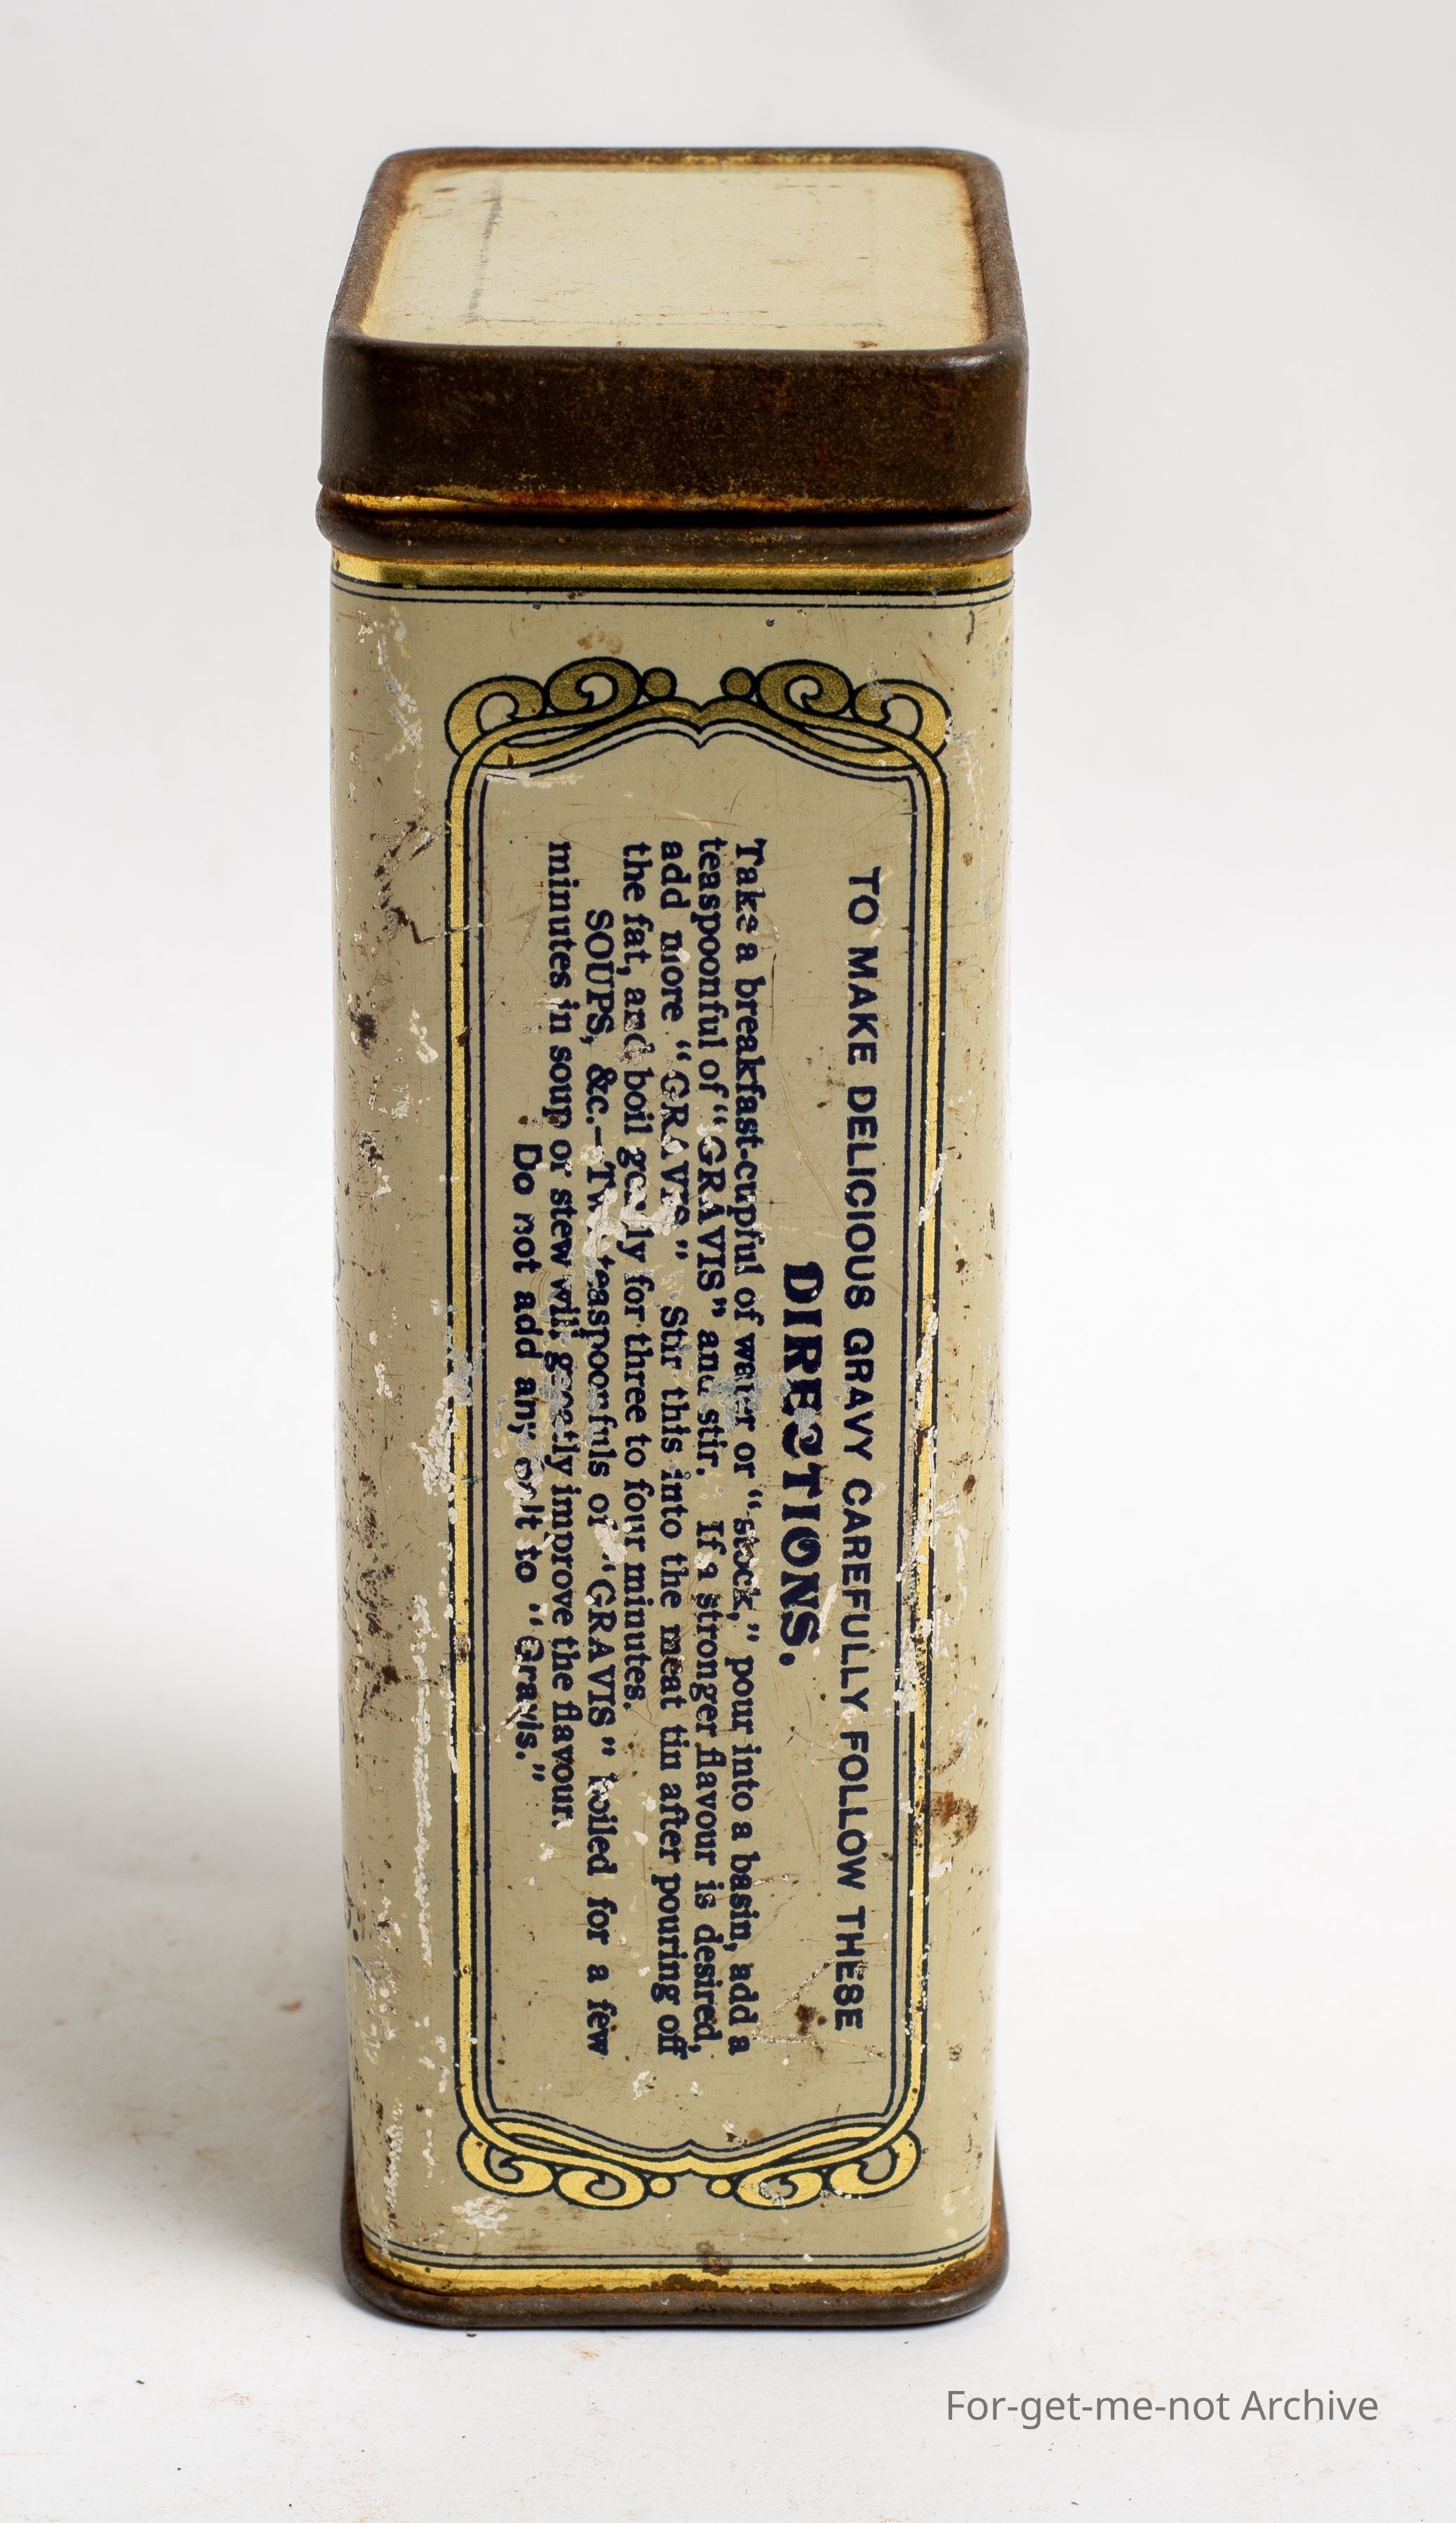 TO MAKE DELICIOUS GRAVY CAREFULLY FOLLOW THESE
DIRECTIONS.
Take a breakfast-cupful of water or “stock,” pour into a basin, add a
teaspoonful of “GRAVIS” and stir. If a stronger flavour is desired,
add more “GRAVIS” Stir this into the meat tin after pouring off
the fat, and boil gently for three to four minutes.
SOUPS, &c.—Two teaspoonfuls of “GRAVIS” boiled for a few
minutes in soup or stew will greatly improve the flavour.
Do not add any salt to “Gravis.”
For-get-me-not Archive